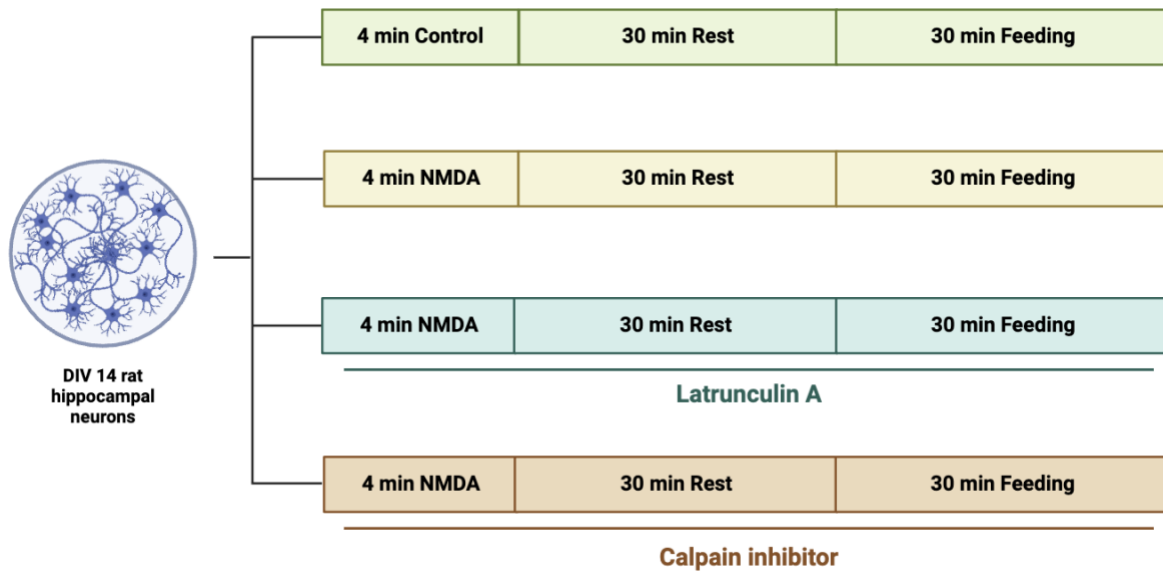 4 min Control 30 min Rest 30 min Feeding
4 min NMDA 30 min Rest 30 min Feeding
4 min NMDA 30 min Rest 30 min Feeding
Latrunculin A
4 min NMDA 30 min Rest 30 min Feeding
Calpain inhibitor
DIV 14 rat
hippocampal
neurons